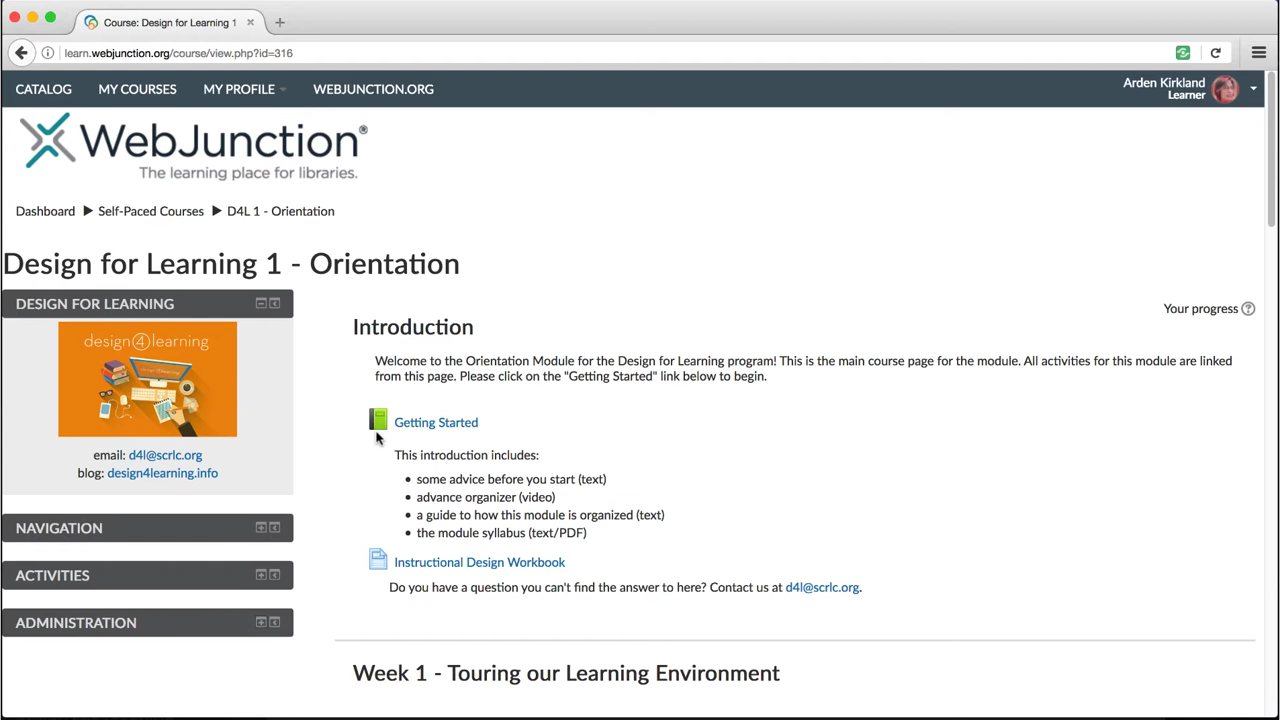 Course: Design for Learning 1
learn.webjunction.org/course/view.php?id=316
CATALOG MY COURSES MY PROFILE WEBJUNCTION.ORG
Arden Kirkland
Learner
WebJunction®
The learning place for libraries.
Dashboard ▶ Self-Paced Courses ▶ D4L 1 - Orientation
Design for Learning 1 - Orientation
DESIGN FOR LEARNING
design4learning
email: d4l@scrlc.org
blog: design4learning.info
NAVIGATION
ACTIVITIES
ADMINISTRATION
Your progress
Introduction
Welcome to the Orientation Module for the Design for Learning program! This is the main course page for the module. All activities for this module are linked
from this page. Please click on the "Getting Started" link below to begin.
Getting Started
This introduction includes:
• some advice before you start (text)
• advance organizer (video)
• a guide to how this module is organized (text)
• the module syllabus (text/PDF)
Instructional Design Workbook
Do you have a question you can't find the answer to here? Contact us at d4l@scrlc.org.
Week 1 - Touring our Learning Environment